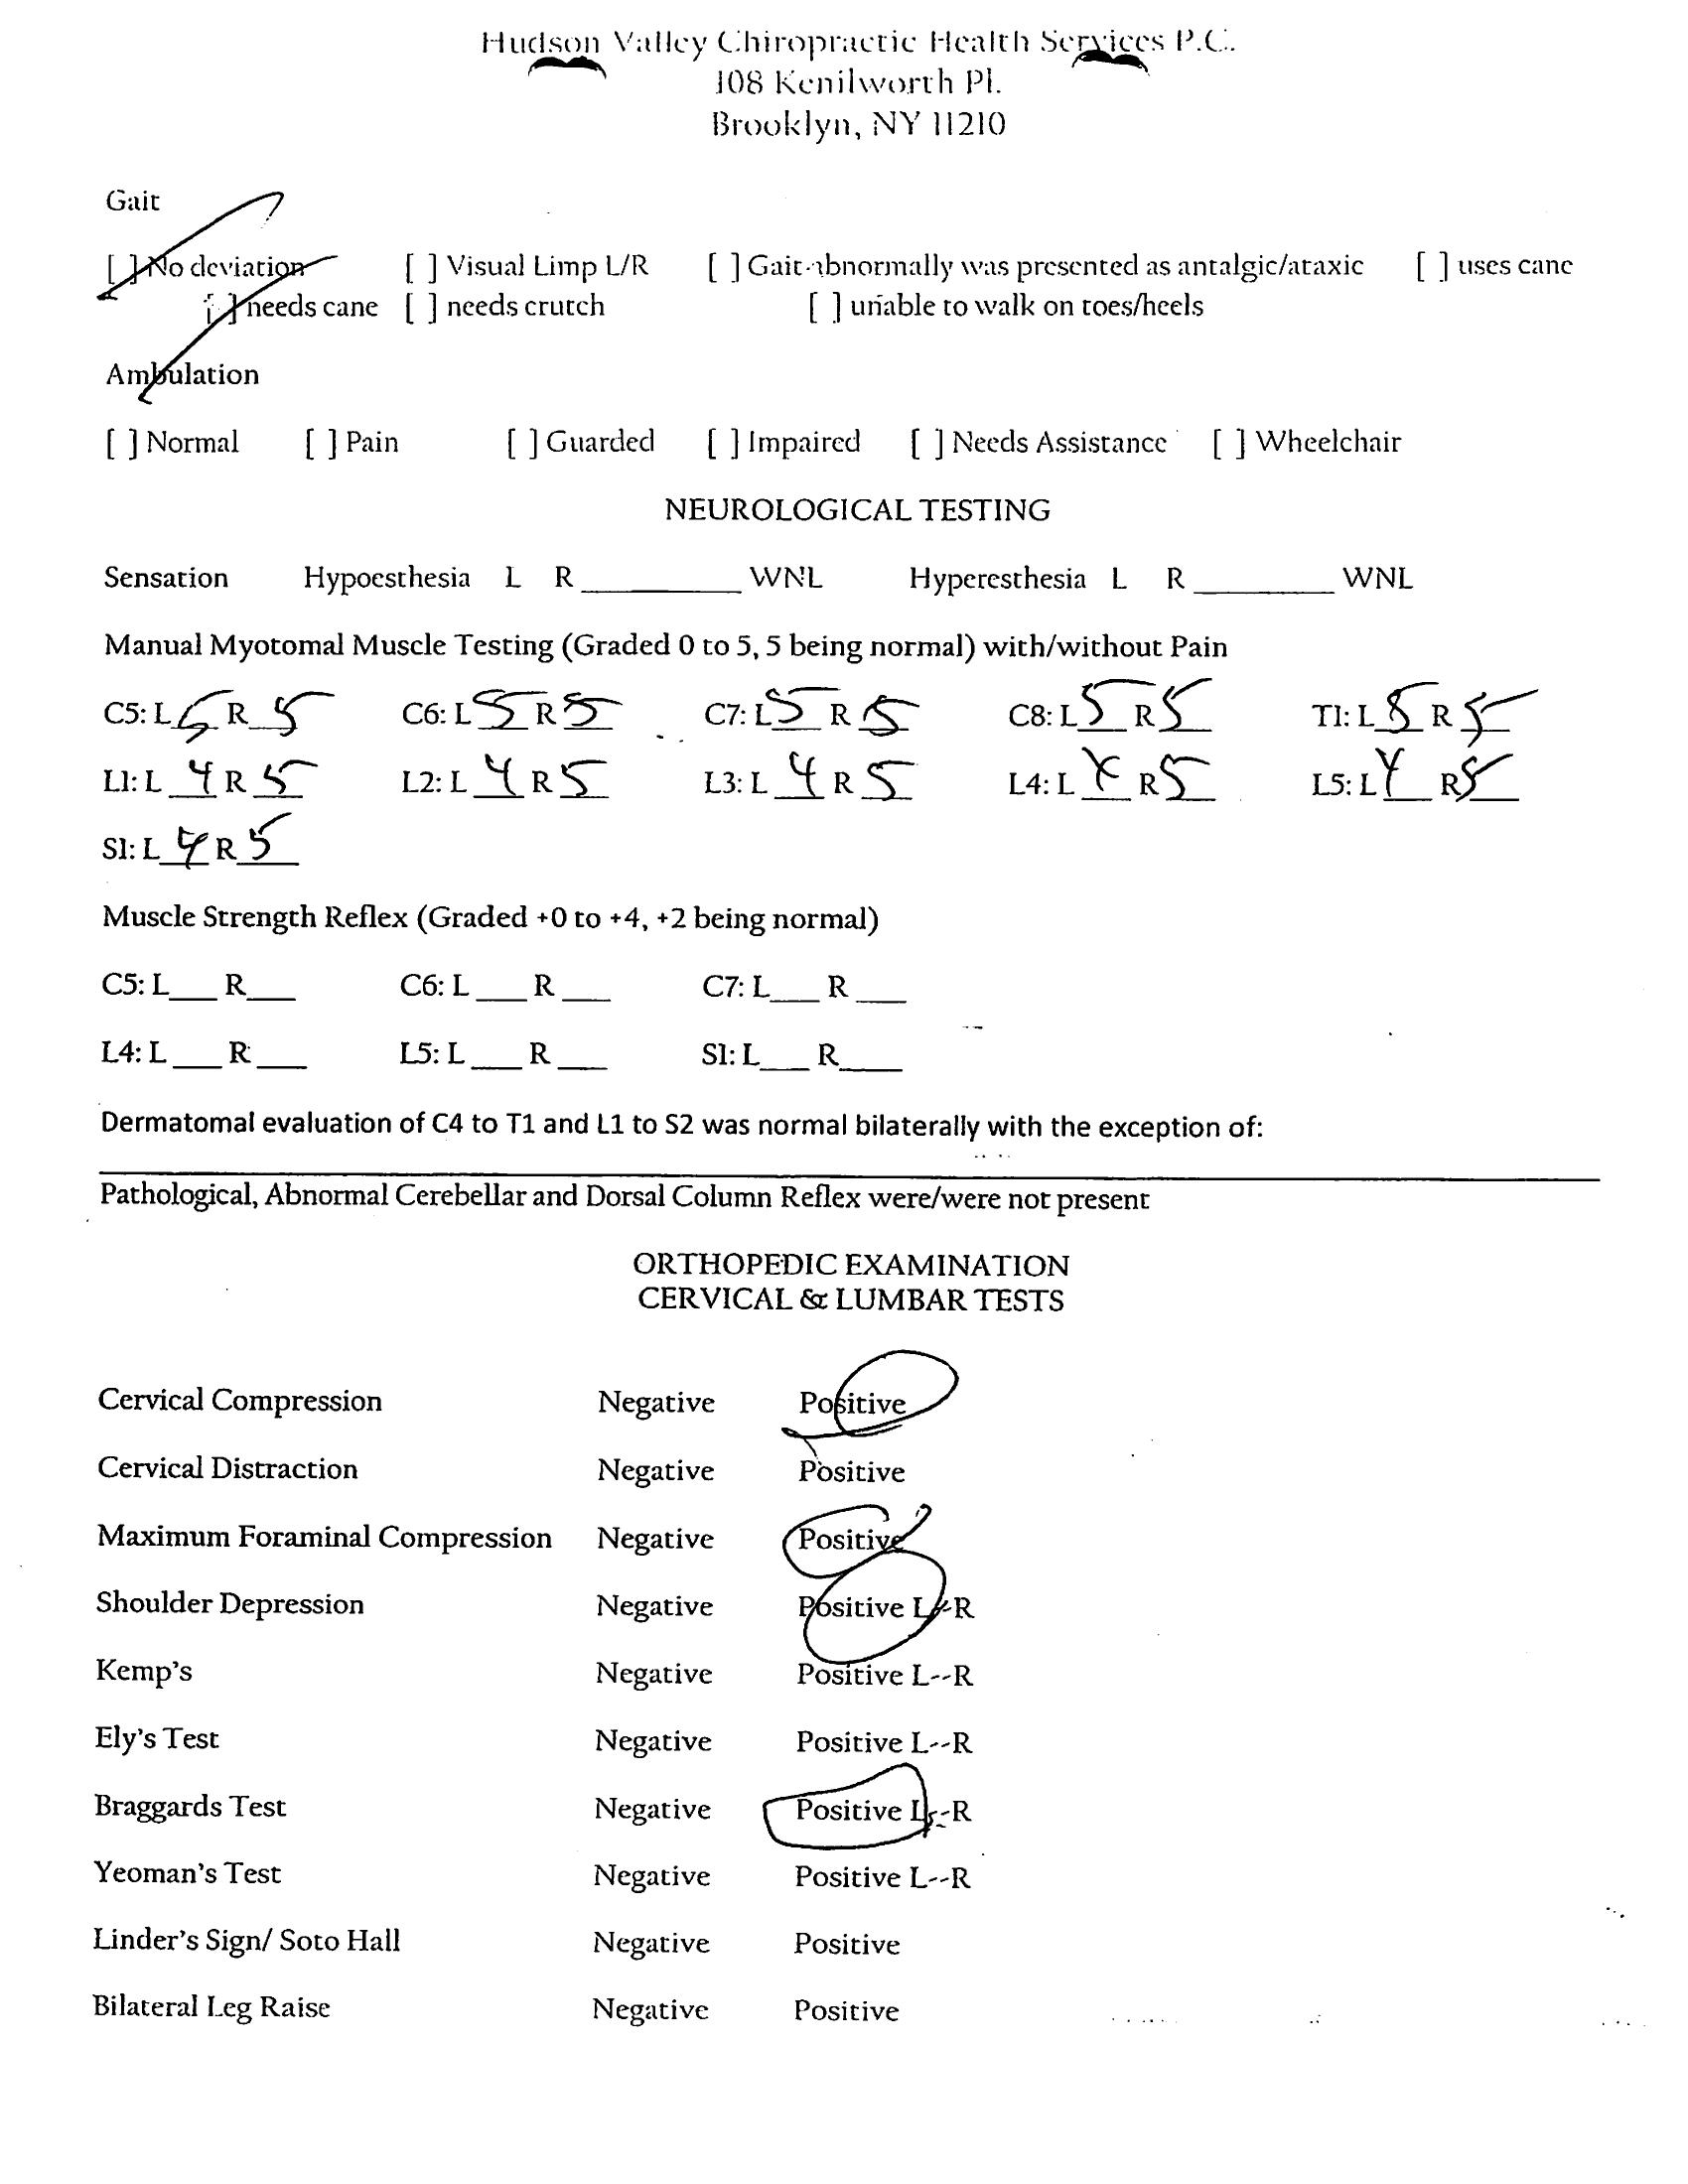 Hudson Valley Chiropractic Health Services P.C.
108 Kenilworth Pl.
Brooklyn, NY 11210
Gait
[ ] No deviation [ ] Visual Limp L/R [ ] Gait abnormally was presented as antalgic/ataxic [ ] uses cane
[ ] needs cane [ ] needs crutch [ ] unable to walk on toes/heels
Ambulation
[ ] Normal [ ] Pain [ ] Guarded [ ] Impaired [ ] Needs Assistance [ ] Wheelchair
NEUROLOGICAL TESTING
Sensation Hypoesthesia L R ________ WNL Hyperesthesia L R ________ WNL
Manual Myotomal Muscle Testing (Graded 0 to 5, 5 being normal) with/without Pain
C5: L 5 R 5 C6: L 5 R 5 C7: L 5 R 5 C8: L 5 R 5 T1: L 5 R 5
L1: L 4 R 5 L2: L 4 R 5 L3: L 4 R 5 L4: L 4 R 5 L5: L 4 R 5
S1: L 4 R 5
Muscle Strength Reflex (Graded +0 to +4, +2 being normal)
C5: L___ R___ C6: L ___ R ___ C7: L___ R ___
L4: L ___ R ___ L5: L ___ R ___ S1: L___ R____
Dermatomal evaluation of C4 to T1 and L1 to S2 was normal bilaterally with the exception of:
Pathological, Abnormal Cerebellar and Dorsal Column Reflex were/were not present
ORTHOPEDIC EXAMINATION
CERVICAL & LUMBAR TESTS
Cervical Compression Negative Positive
Cervical Distraction Negative Positive
Maximum Foraminal Compression Negative Positive
Shoulder Depression Negative Positive L--R
Kemp's Negative Positive L--R
Ely's Test Negative Positive L--R
Braggards Test Negative Positive L--R
Yeoman's Test Negative Positive L--R
Linder's Sign/ Soto Hall Negative Positive
Bilateral Leg Raise Negative Positive